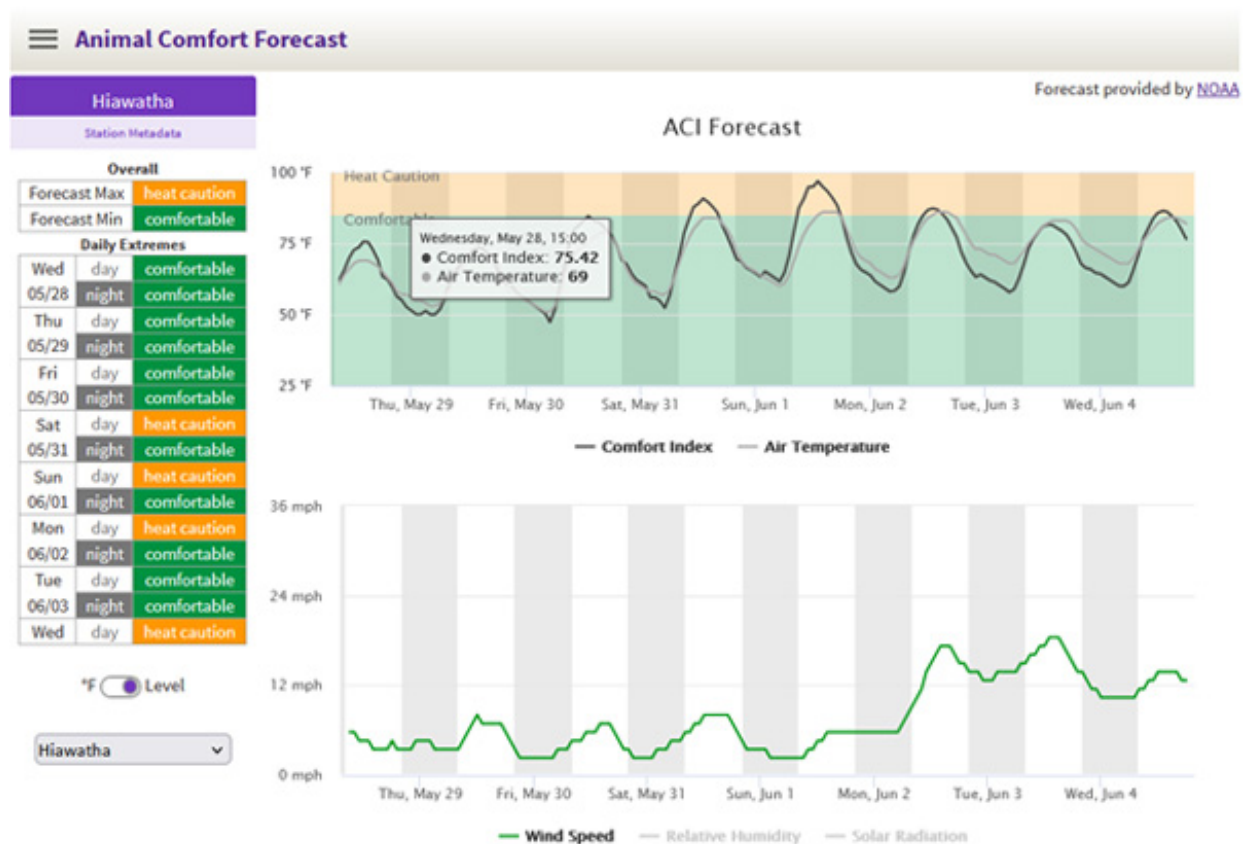 Animal Comfort Forecast
Hiawatha
Station Metadata
Overall
Forecast Max heat caution
Forecast Min comfortable
Daily Extremes
Wed day comfortable
05/28 night comfortable
Thu day comfortable
05/29 night comfortable
Fri day comfortable
05/30 night comfortable
Sat day heat caution
05/31 night comfortable
Sun day heat caution
06/01 night comfortable
Mon day heat caution
06/02 night comfortable
Tue day comfortable
06/03 night comfortable
Wed day heat caution
°F Level
Hiawatha
Forecast provided by NOAA
ACI Forecast
100 °F
75 °F
50 °F
25 °F
Heat Caution
Comfortable
Wednesday, May 28, 15:00
Comfort Index: 75.42
Air Temperature: 69
Thu, May 29 Fri, May 30 Sat, May 31 Sun, Jun 1 Mon, Jun 2 Tue, Jun 3 Wed, Jun 4
Comfort Index Air Temperature
36 mph
24 mph
12 mph
0 mph
Thu, May 29 Fri, May 30 Sat, May 31 Sun, Jun 1 Mon, Jun 2 Tue, Jun 3 Wed, Jun 4
Wind Speed Relative Humidity Solar Radiation